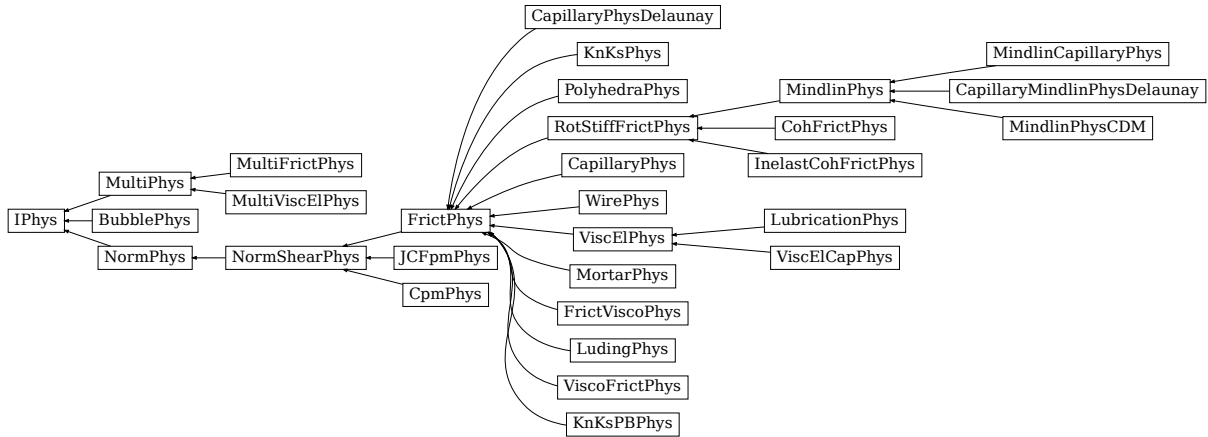 CapillaryPhysDelaunay
KnKsPhys
MindlinCapillaryPhys
PolyhedraPhys
MindlinPhys
CapillaryMindlinPhysDelaunay
RotStiffFrictPhys
CohFrictPhys
MindlinPhysCDM
MultiFrictPhys
CapillaryPhys
InelastCohFrictPhys
MultiPhys
MultiViscElPhys
WirePhys
IPhys
BubblePhys
FrictPhys
LubricationPhys
ViscElPhys
NormPhys
NormShearPhys
JCFpmPhys
ViscElCapPhys
MortarPhys
CpmPhys
FrictViscoPhys
LudingPhys
ViscoFrictPhys
KnKsPBPhys